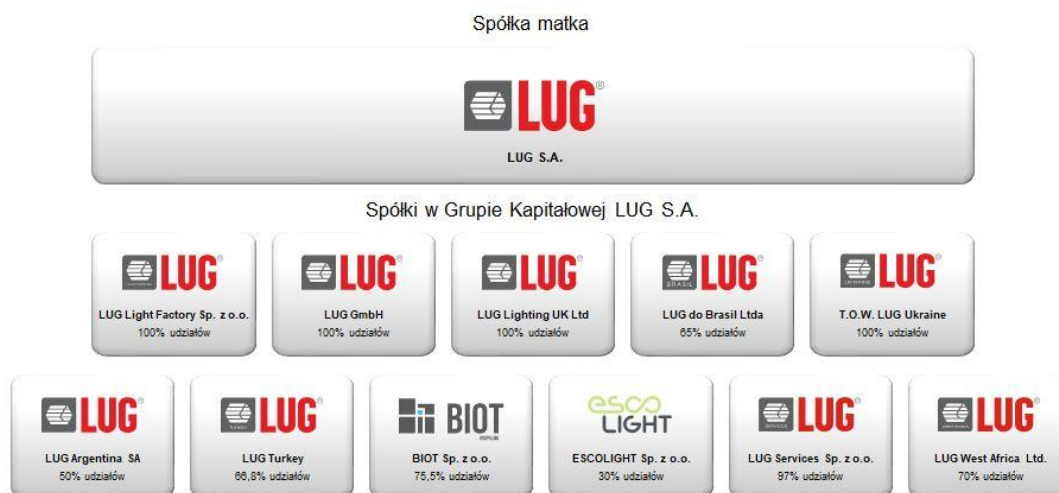 Spółka matka
LUG®
LUG S.A.
Spółki w Grupie Kapitałowej LUG S.A.
LUG® LUG® LUG® BRASIL LUG® UKRAINE LUG®
LUG Light Factory Sp. z o.o. LUG GmbH LUG Lighting UK Ltd LUG do Brasil Ltda T.O.W. LUG Ukraine
100% udziałów 100% udziałów 100% udziałów 65% udziałów 100% udziałów
LUG® TURKEY LUG® BIOT esco LIGHT SERVICES LUG® LUG®
LUG Argentina SA LUG Turkey BIOT Sp. z o.o. ESCOLIGHT Sp. z o.o. LUG Services Sp. z o.o. LUG West Africa Ltd.
50% udziałów 66,8% udziałów 75,5% udziałów 30% udziałów 97% udziałów 70% udziałów